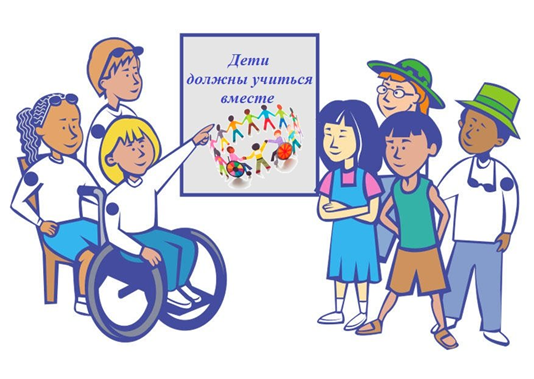 Дети
должны учиться
вместе